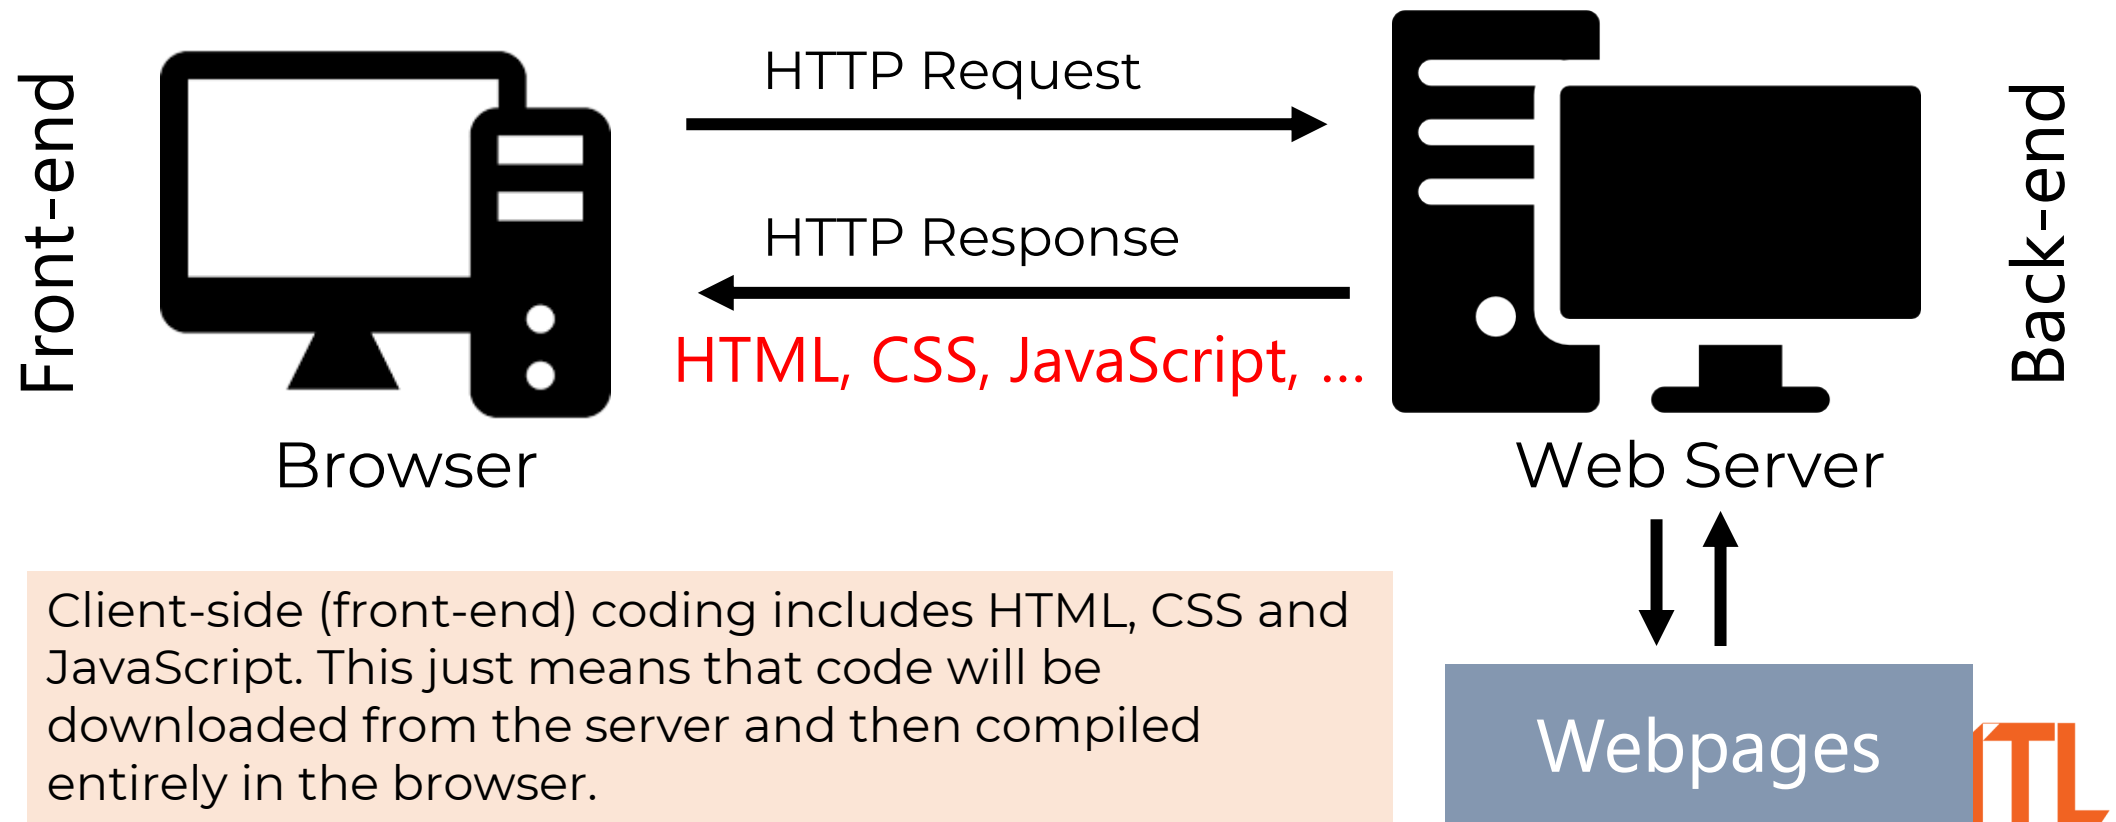 Front-end
HTTP Request
HTTP Response
HTML, CSS, JavaScript, ...
Back-end
Browser
Web Server
Client-side (front-end) coding includes HTML, CSS and
JavaScript. This just means that code will be
downloaded from the server and then compiled
entirely in the browser.
Webpages